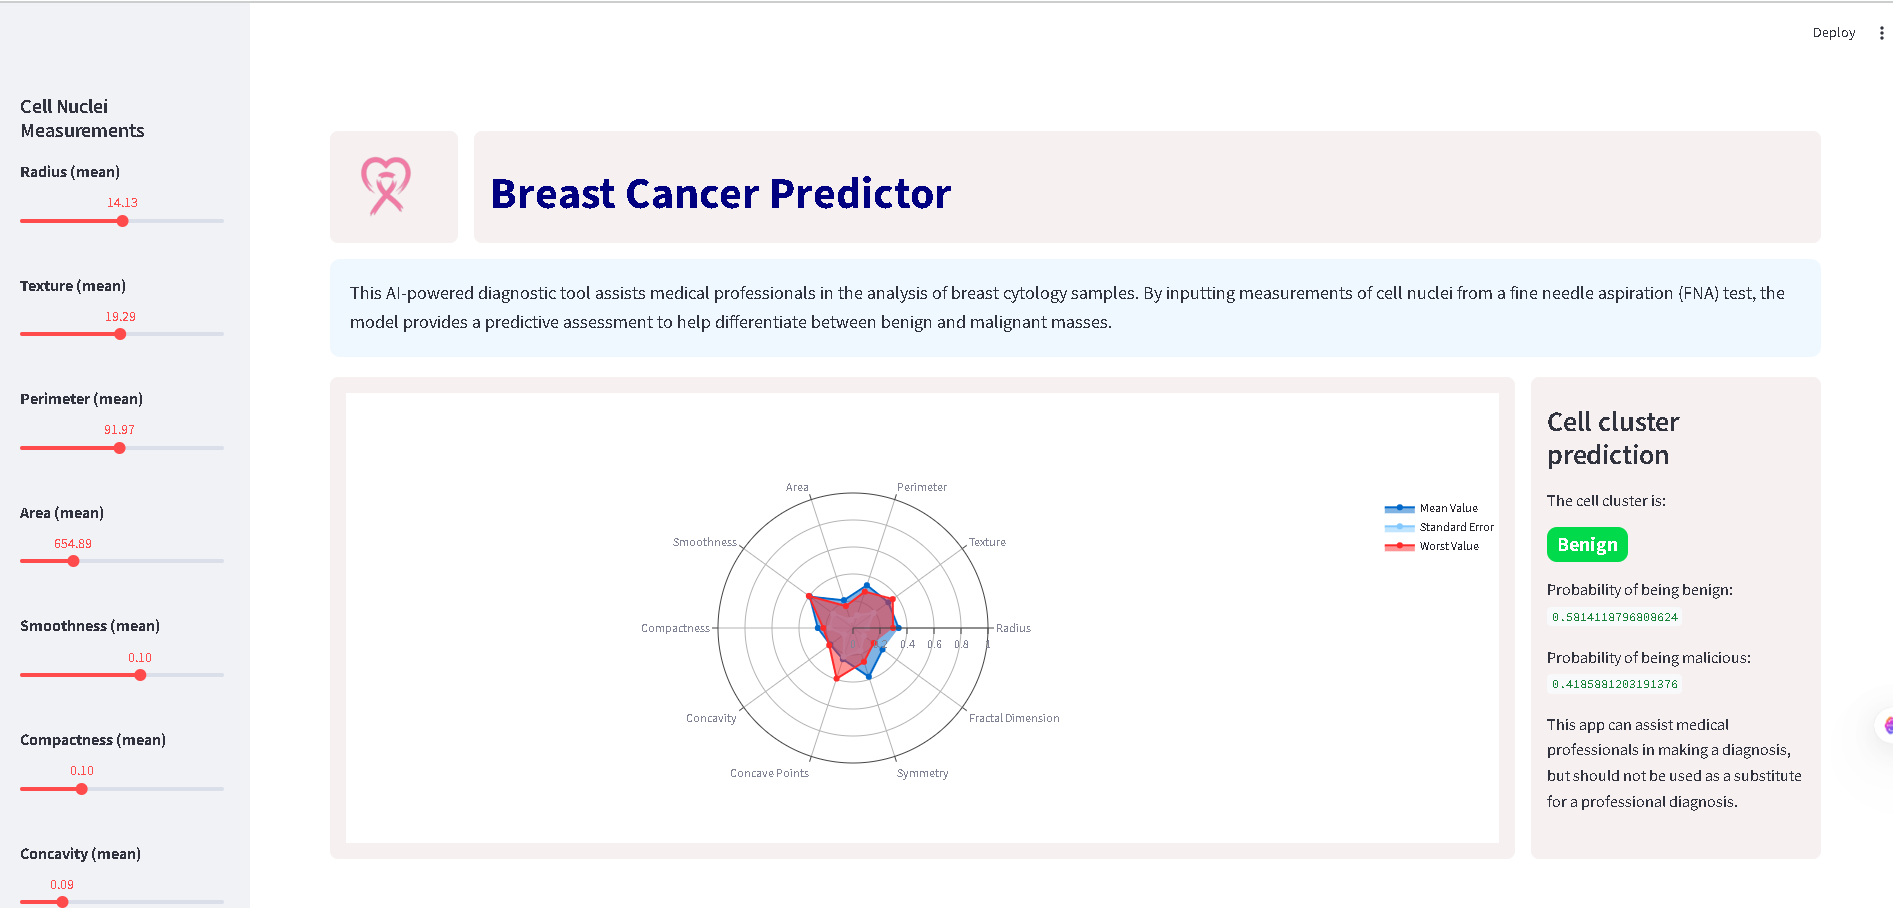 Deploy
Cell Nuclei
Measurements
Radius (mean)
14.13
Texture (mean)
19.29
Perimeter (mean)
91.97
Area (mean)
654.89
Smoothness (mean)
0.10
Compactness (mean)
0.10
Concavity (mean)
0.09
Breast Cancer Predictor
This AI-powered diagnostic tool assists medical professionals in the analysis of breast cytology samples. By inputting measurements of cell nuclei from a fine needle aspiration (FNA) test, the
model provides a predictive assessment to help differentiate between benign and malignant masses.
Area
Perimeter
Smoothness
Texture
Compactness
Radius
0
0.2
0.4
0.6
0.8
1
Concavity
Fractal Dimension
Concave Points
Symmetry
Mean Value
Standard Error
Worst Value
Cell cluster
prediction
The cell cluster is:
Benign
Probability of being benign:
0.5814118796808624
Probability of being malicious:
0.4185881203191376
This app can assist medical
professionals in making a diagnosis,
but should not be used as a substitute
for a professional diagnosis.